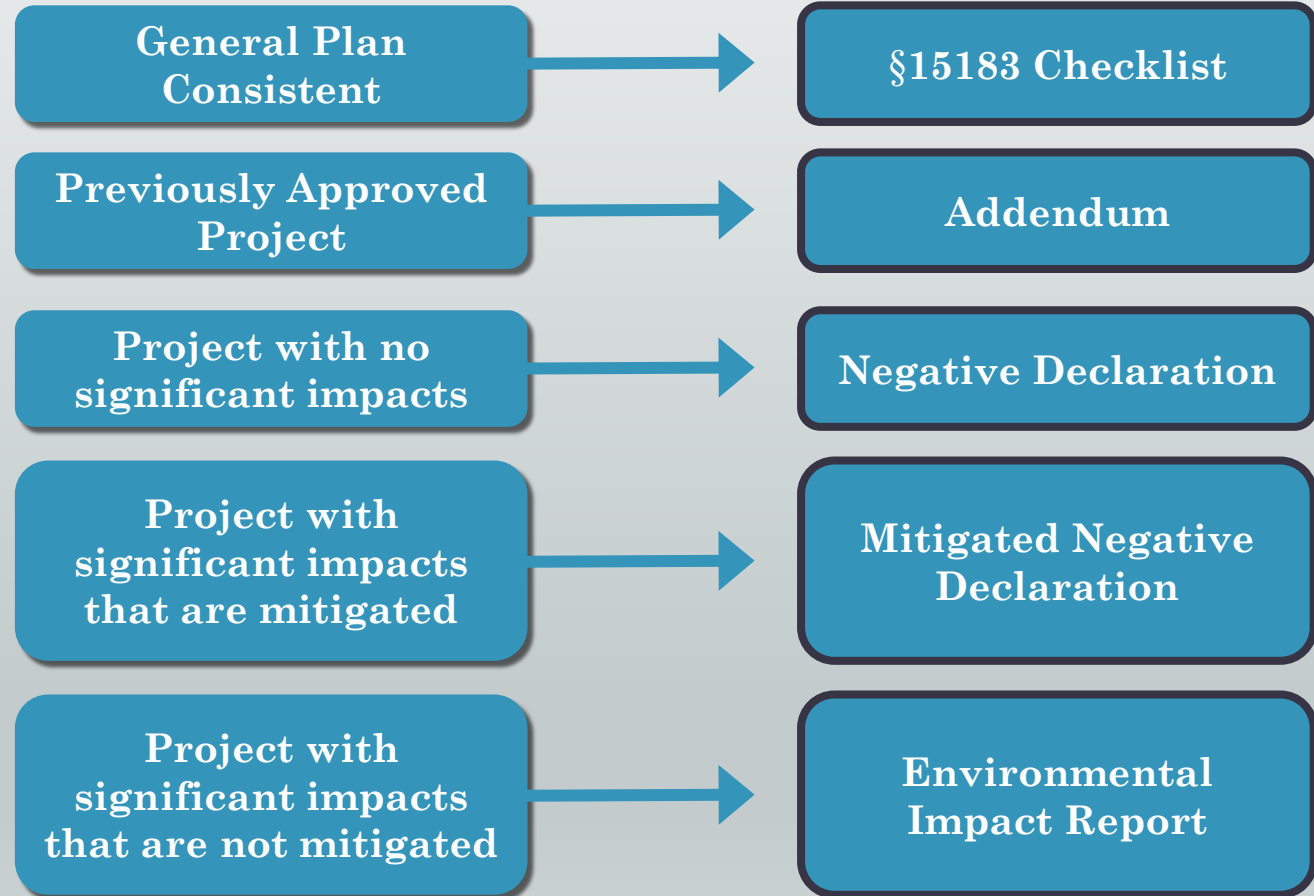 General Plan
Consistent
§15183 Checklist
Previously Approved
Project
Addendum
Project with no
significant impacts
Negative Declaration
Project with
significant impacts
that are mitigated
Mitigated Negative
Declaration
Project with
significant impacts
that are not mitigated
Environmental
Impact Report